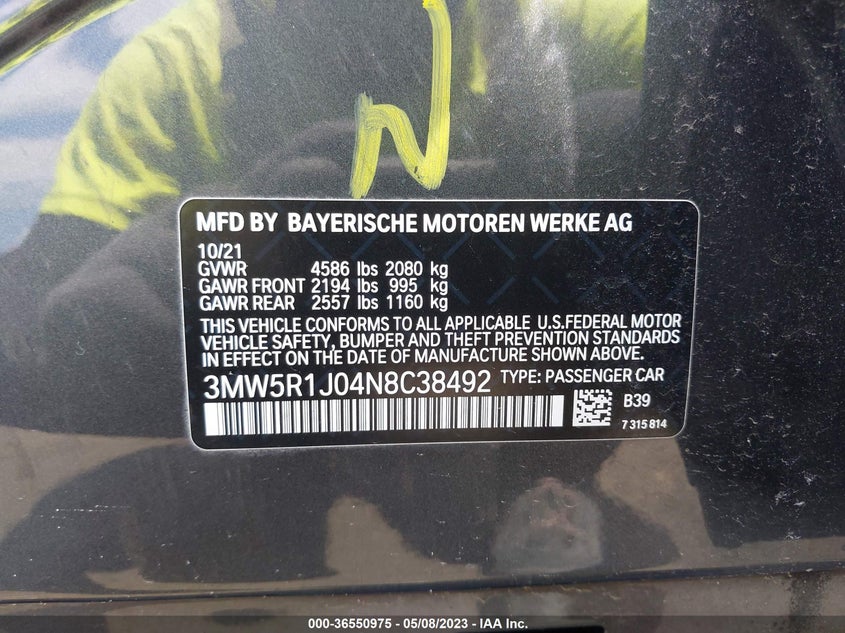 N
MFD BY BAYERISCHE MOTOREN WERKE AG
10/21
GVWR 4586 lbs 2080 kg
GAWR FRONT 2194 lbs 995 kg
GAWR REAR 2557 lbs 1160 kg
THIS VEHICLE CONFORMS TO ALL APPLICABLE U.S.FEDERAL MOTOR
VEHICLE SAFETY, BUMPER AND THEFT PREVENTION STANDARDS
IN EFFECT ON THE DATE OF MANUFACTURE SHOWN ABOVE.
3MW5R1J04N8C38492 TYPE: PASSENGER CAR
B39
7 315 814
000-36550975 - 05/08/2023 - IAA Inc.